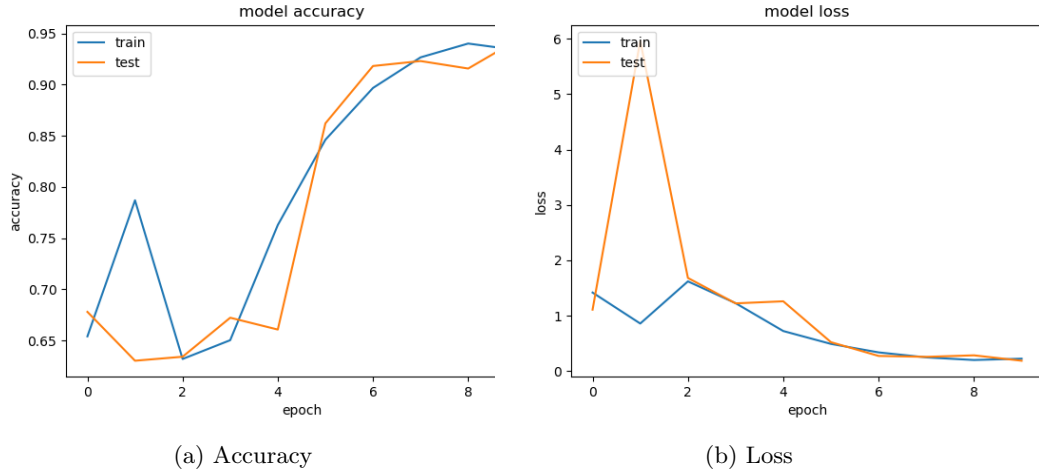 model accuracy
train
test
0.95
0.90
0.85
0.80
0.75
0.70
0.65
accuracy
0
2
4
6
8
epoch
(a) Accuracy
model loss
train
test
6
5
4
3
2
1
0
loss
0
2
4
6
8
epoch
(b) Loss